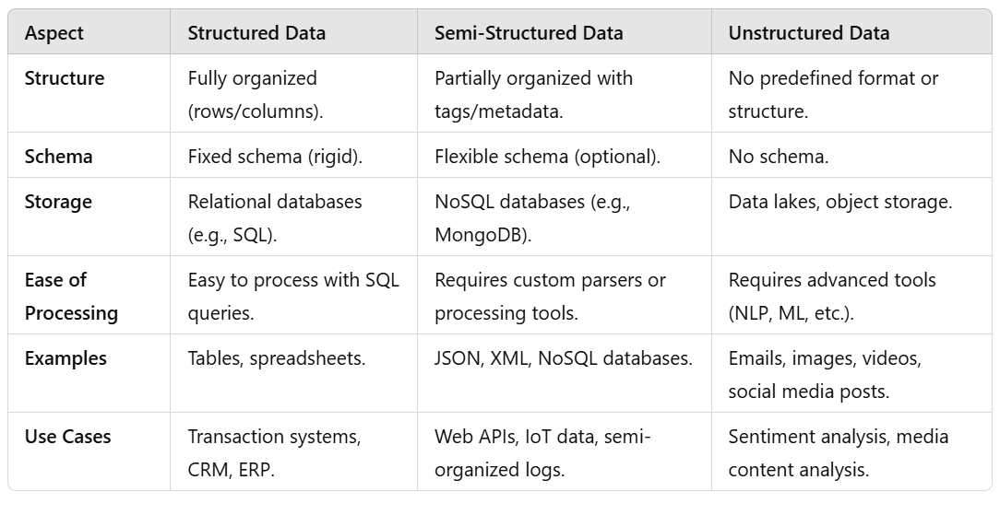 Aspect Structured Data Semi-Structured Data Unstructured Data
Structure Fully organized Partially organized with No predefined format or
(rows/columns). tags/metadata. structure.
Schema Fixed schema (rigid). Flexible schema (optional). No schema.
Storage Relational databases NoSQL databases (e.g., Data lakes, object storage.
(e.g., SQL). MongoDB).
Ease of Easy to process with SQL Requires custom parsers or Requires advanced tools
Processing queries. processing tools. (NLP, ML, etc.).
Examples Tables, spreadsheets. JSON, XML, NoSQL databases. Emails, images, videos,
social media posts.
Use Cases Transaction systems, Web APIs, IoT data, semi- Sentiment analysis, media
CRM, ERP. organized logs. content analysis.